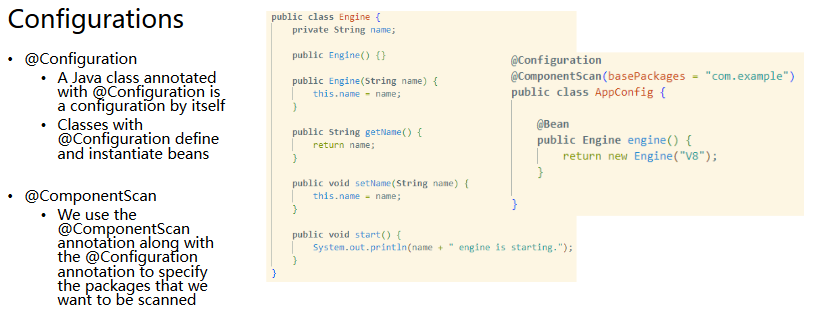 Configurations
• @Configuration
• A Java class annotated
with @Configuration is
a configuration by itself
• Classes with
@Configuration define
and instantiate beans
• @ComponentScan
• We use the
@ComponentScan
annotation along with
the @Configuration
annotation to specify
the packages that we
want to be scanned
public class Engine {
private String name;
public Engine() {}
public Engine(String name) {
this.name = name;
}
public String getName() {
return name;
}
public void setName(String name) {
this.name = name;
}
public void start() {
System.out.println(name + " engine is starting.");
}
}
@Configuration
@ComponentScan(basePackages = "com.example")
public class AppConfig {
@Bean
public Engine engine() {
return new Engine("V8");
}
}